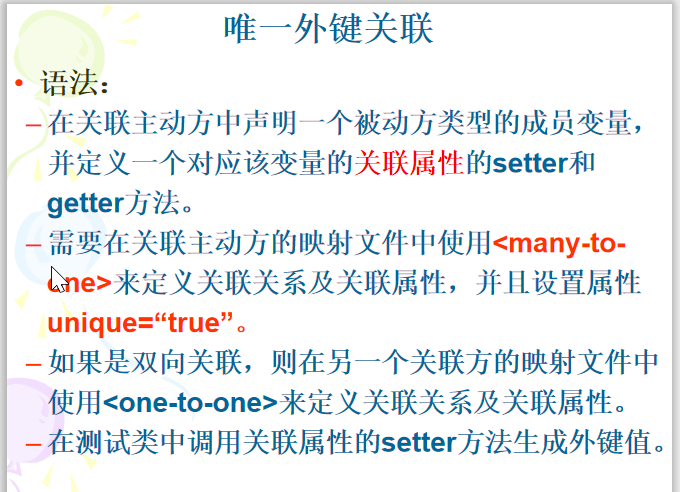 唯一外键关联
• 语法：
– 在关联主动方中声明一个被动方类型的成员变量，
并定义一个对应该变量的关联属性的setter和
getter方法。
– 需要在关联主动方的映射文件中使用<many-to-
one>来定义关联关系及关联属性，并且设置属性
unique=“true”。
– 如果是双向关联，则在另一个关联方的映射文件中
使用<one-to-one>来定义关联关系及关联属性。
– 在测试类中调用关联属性的setter方法生成外键值。